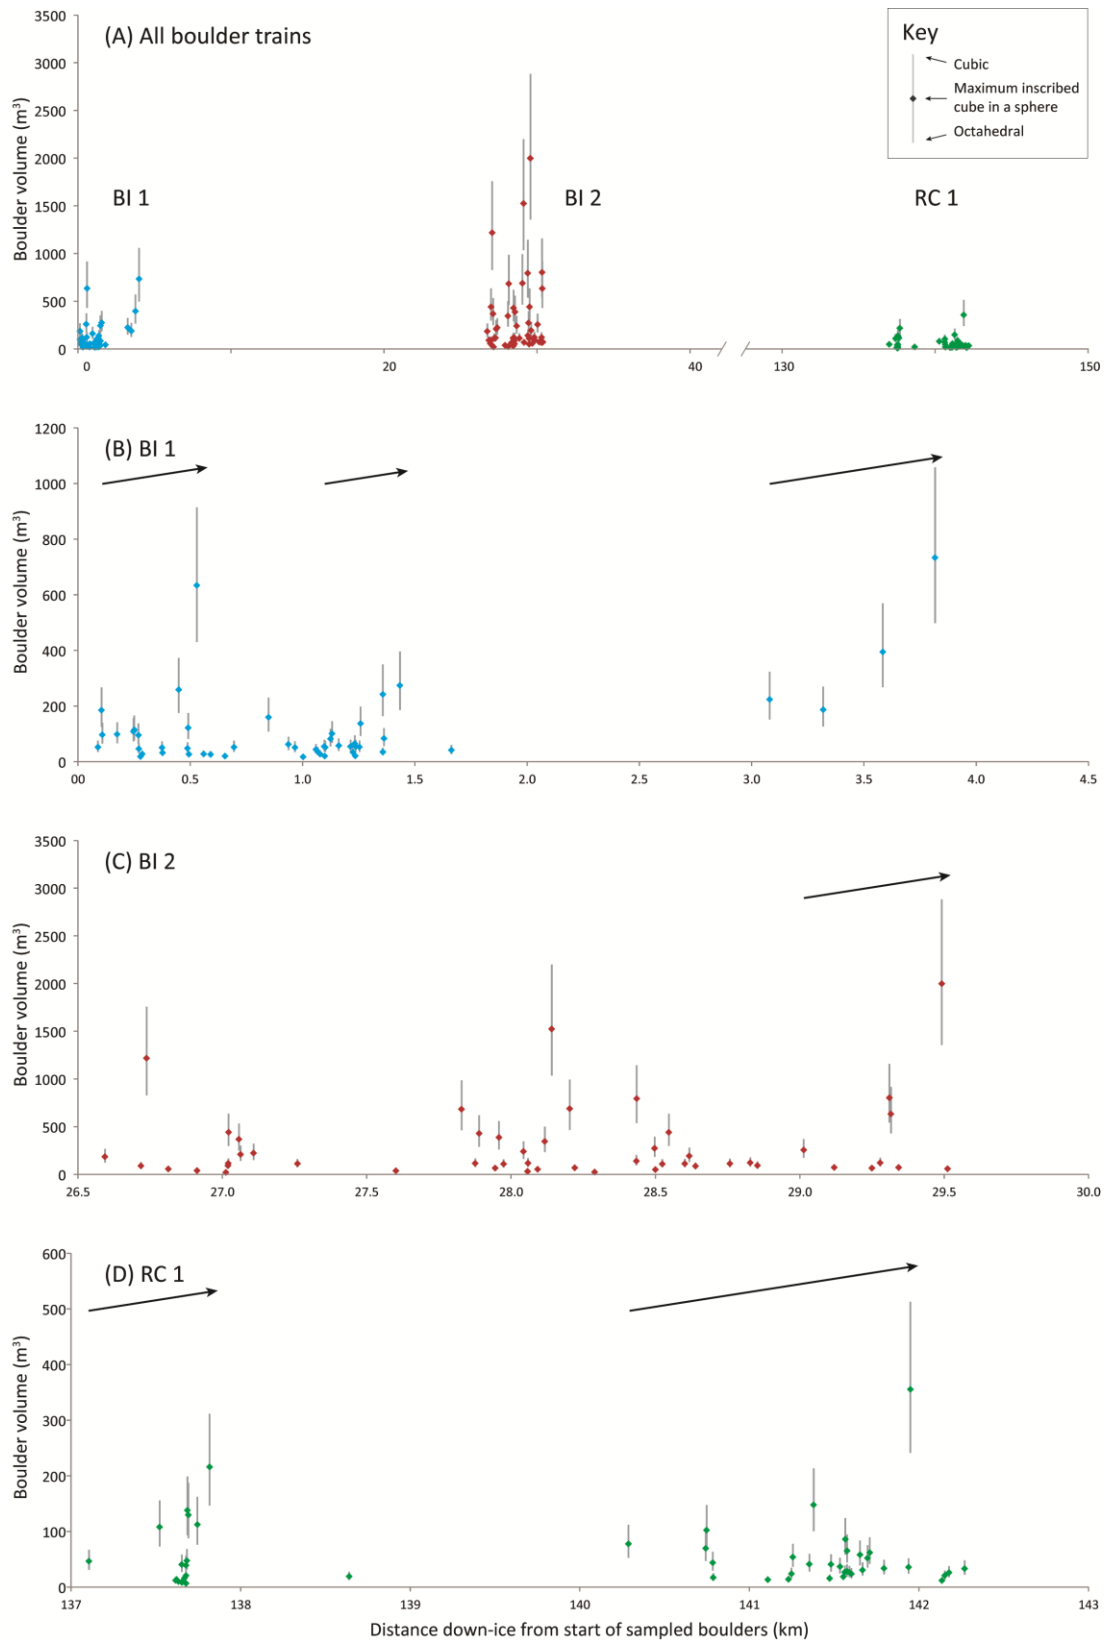 (A) All boulder trains
Key
Cubic
Maximum inscribed
cube in a sphere
Octahedral
Boulder volume (m³)
3500
3000
2500
2000
1500
1000
500
0
BI 1
BI 2
RC 1
0 20 40 130 150
(B) BI 1
Boulder volume (m³)
1200
1000
800
600
400
200
0
0.0 0.5 1.0 1.5 2.0 2.5 3.0 3.5 4.0 4.5
(C) BI 2
Boulder volume (m³)
3500
3000
2500
2000
1500
1000
500
0
26.5 27.0 27.5 28.0 28.5 29.0 29.5 30.0
(D) RC 1
Boulder volume (m³)
600
500
400
300
200
100
0
137 138 139 140 141 142 143
Distance down-ice from start of sampled boulders (km)